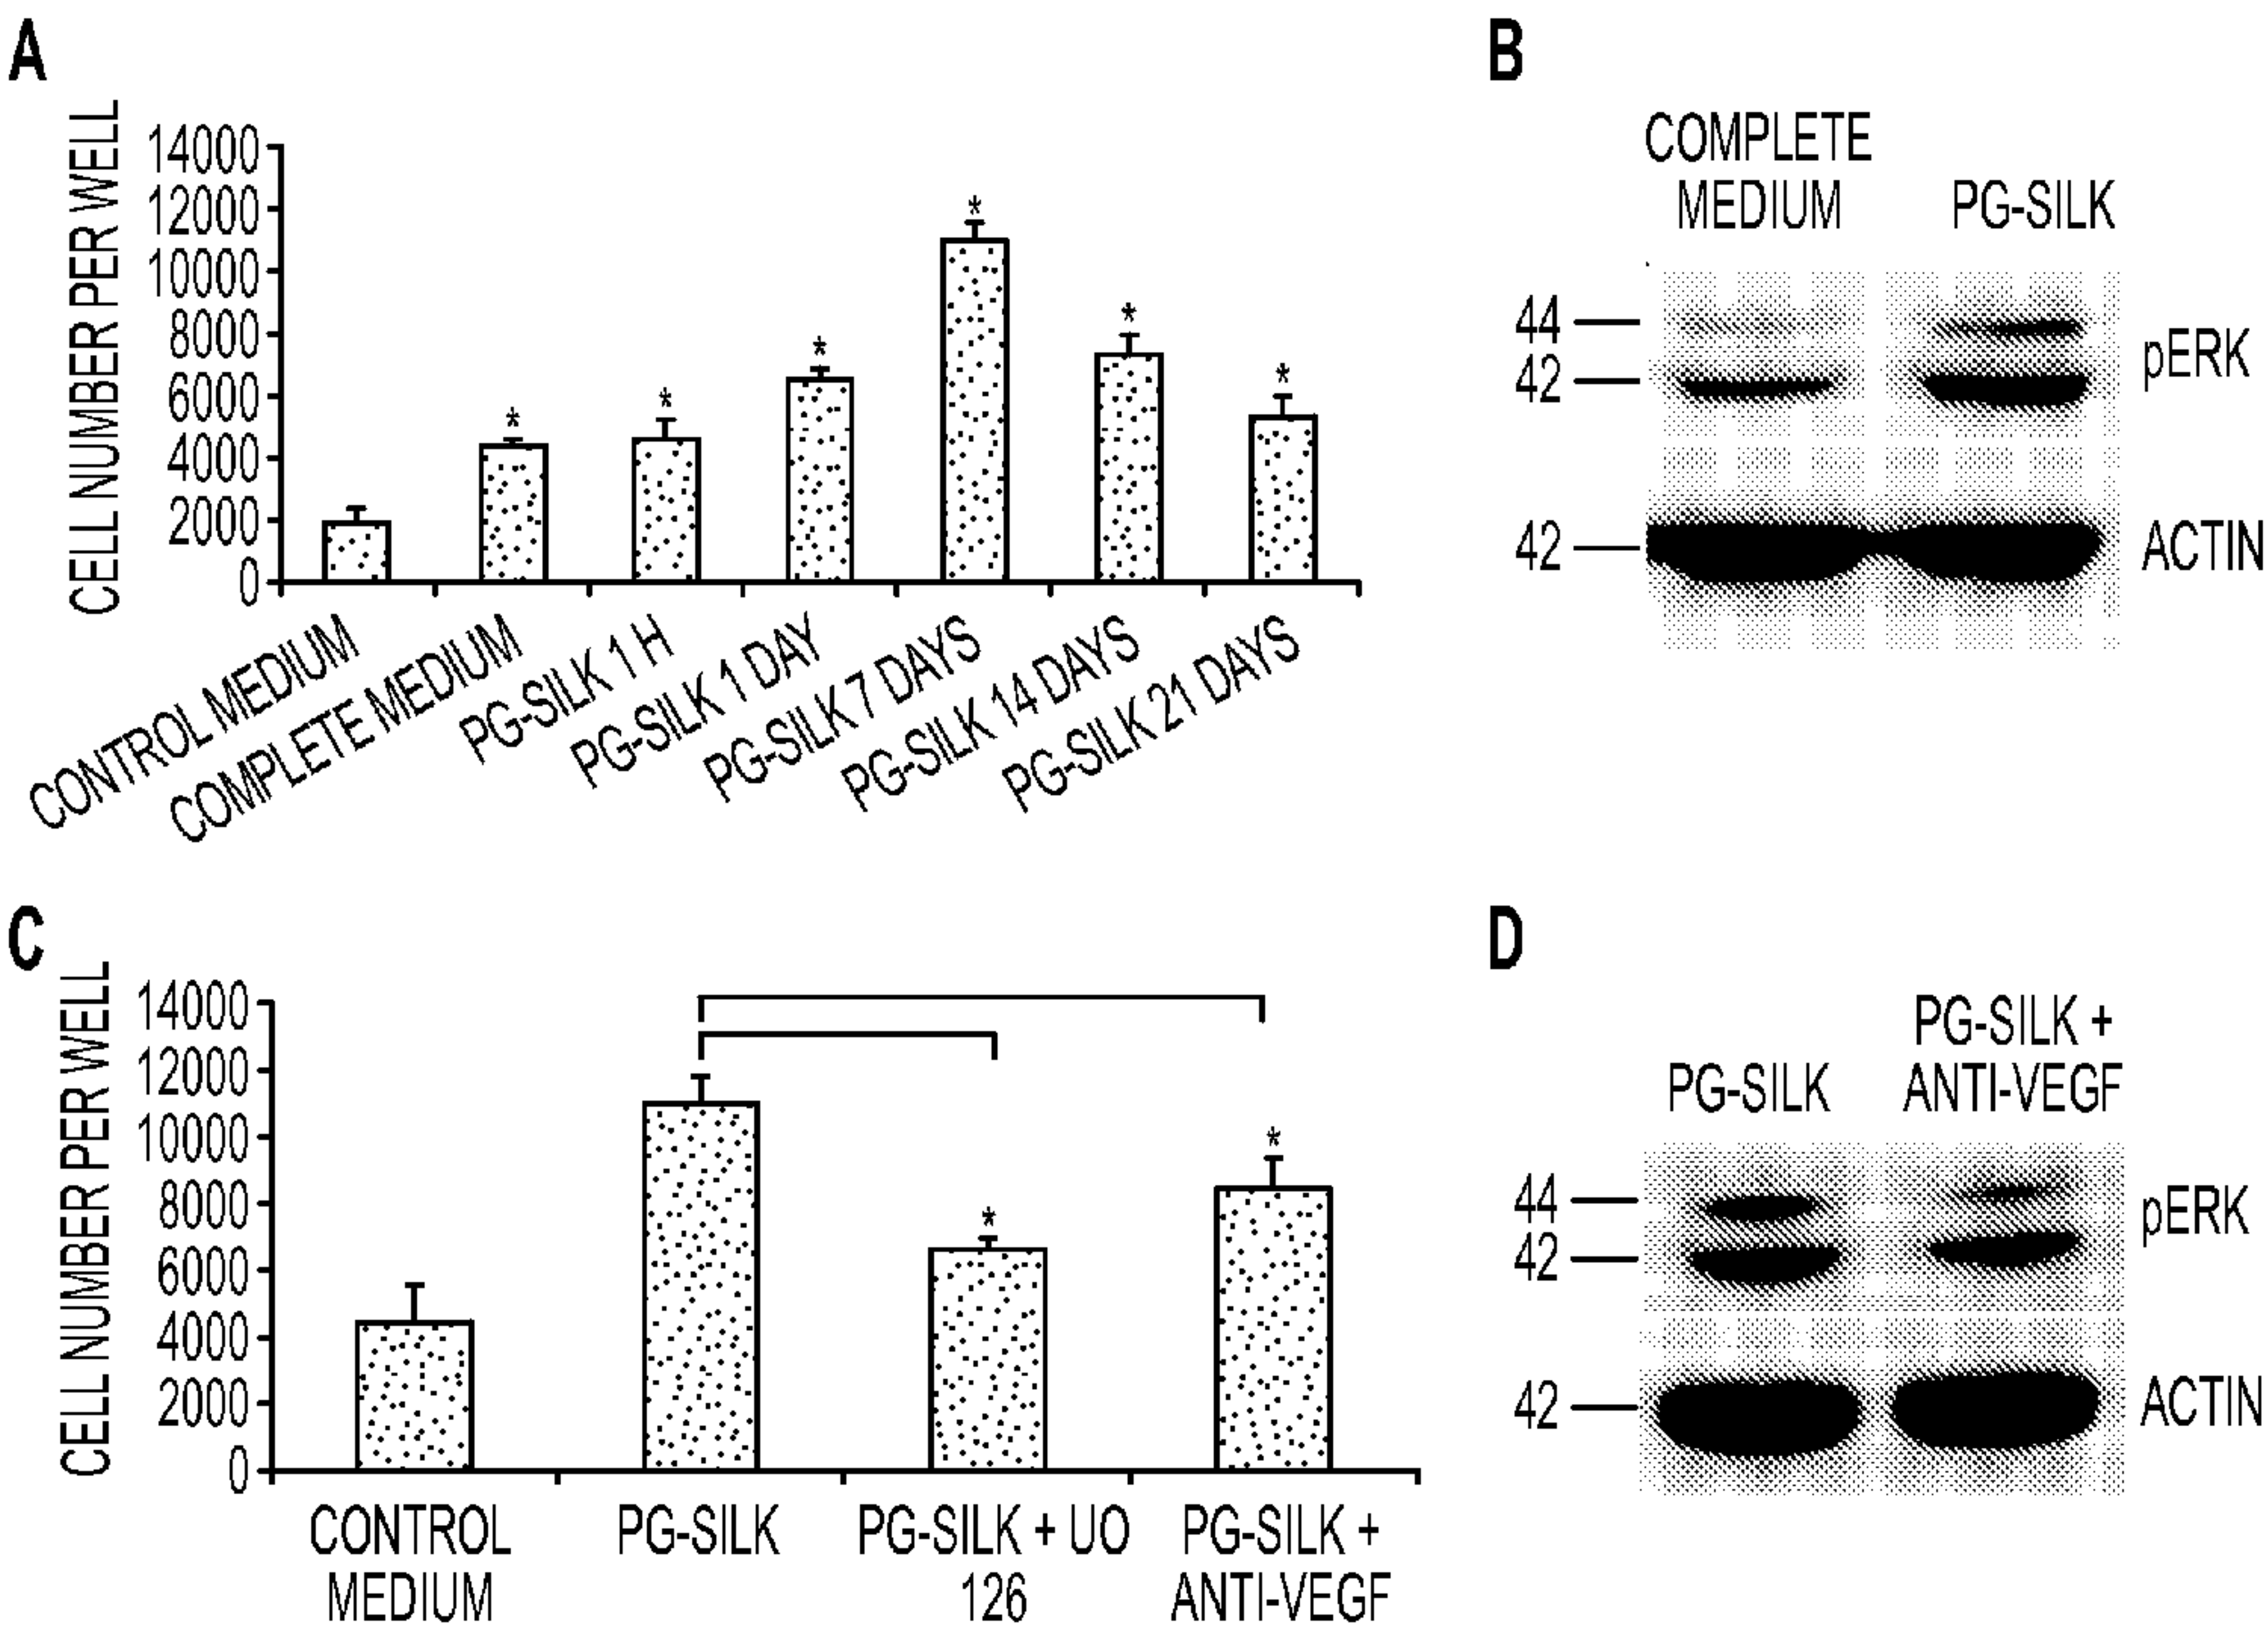 A
CELL NUMBER PER WELL
14000
12000
10000
8000
6000
4000
2000
0
*
*
*
*
*
*
CONTROL MEDIUM
COMPLETE MEDIUM
PG-SILK 1 H
PG-SILK 1 DAY
PG-SILK 7 DAYS
PG-SILK 14 DAYS
PG-SILK 21 DAYS
B
COMPLETE
MEDIUM
PG-SILK
44
42
pERK
42
ACTIN
C
CELL NUMBER PER WELL
14000
12000
10000
8000
6000
4000
2000
0
*
*
CONTROL
MEDIUM
PG-SILK
PG-SILK + UO
126
PG-SILK +
ANTI-VEGF
D
PG-SILK
PG-SILK +
ANTI-VEGF
44
42
pERK
42
ACTIN